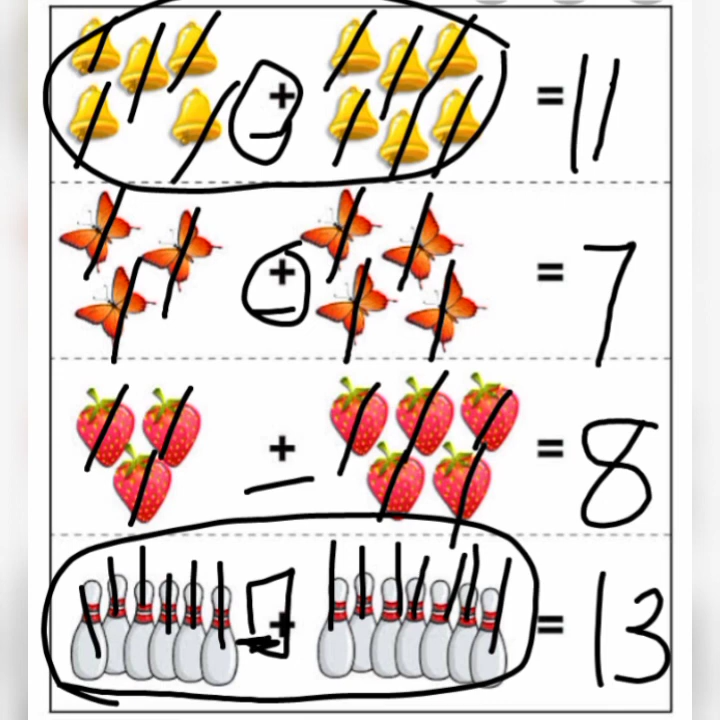 + = 11
+ = 7
+ = 8
+ = 13